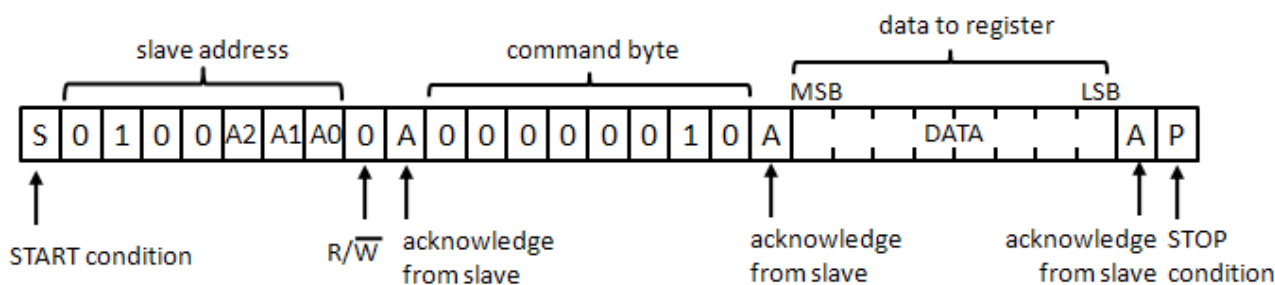 data to register
slave address
command byte
MSB
LSB
S 0 1 0 0 A2 A1 A0 0 A 0 0 0 0 0 0 1 0 A DATA A P
START condition
R/W̅
acknowledge
from slave
acknowledge
from slave
acknowledge
from slave
STOP
condition